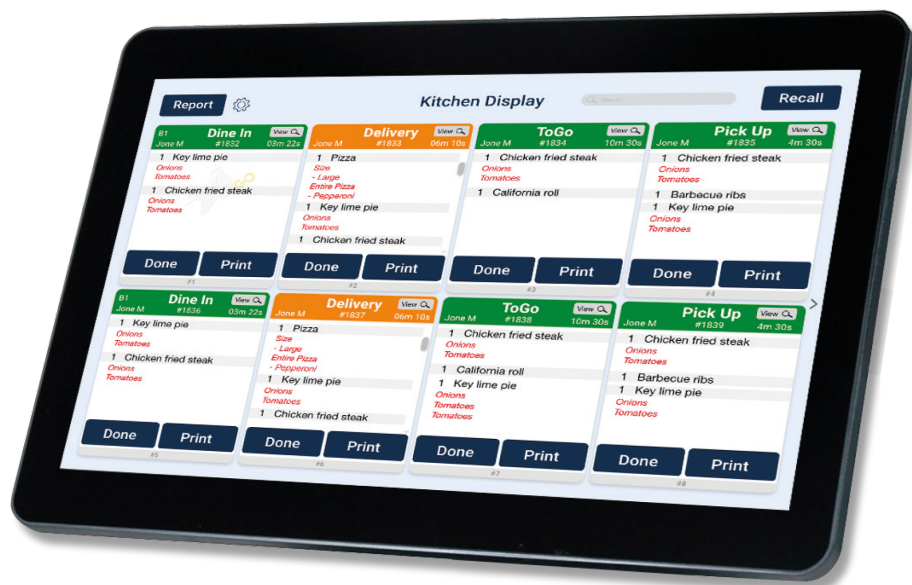 Report
Kitchen Display
Search...
Recall
B1 Dine In View
Jone M #1832 03m 22s
1 Key lime pie
Onions
Tomatoes
1 Chicken fried steak
Onions
Tomatoes
Done Print
#1
Delivery View
Jone M #1833 06m 10s
1 Pizza
Size
- Large
Entire Pizza
- Pepperoni
1 Key lime pie
Onions
Tomatoes
1 Chicken fried steak
Done Print
#2
ToGo View
Jone M #1834 10m 30s
1 Chicken fried steak
Onions
Tomatoes
1 California roll
Done Print
#3
Pick Up View
Jone M #1835 4m 30s
1 Chicken fried steak
Onions
Tomatoes
1 Barbecue ribs
1 Key lime pie
Onions
Tomatoes
Done Print
#4
B1 Dine In View
Jone M #1836 03m 22s
1 Key lime pie
Onions
Tomatoes
1 Chicken fried steak
Onions
Tomatoes
Done Print
#5
Delivery View
Jone M #1837 06m 10s
1 Pizza
Size
- Large
Entire Pizza
- Pepperoni
1 Key lime pie
Onions
Tomatoes
1 Chicken fried steak
Done Print
#6
ToGo View
Jone M #1838 10m 30s
1 Chicken fried steak
Onions
Tomatoes
1 California roll
1 Key lime pie
Onions
Tomatoes
Tomatoes
Done Print
#7
Pick Up View
Jone M #1839 4m 30s
1 Chicken fried steak
Onions
Tomatoes
1 Barbecue ribs
1 Key lime pie
Onions
Tomatoes
Done Print
#8